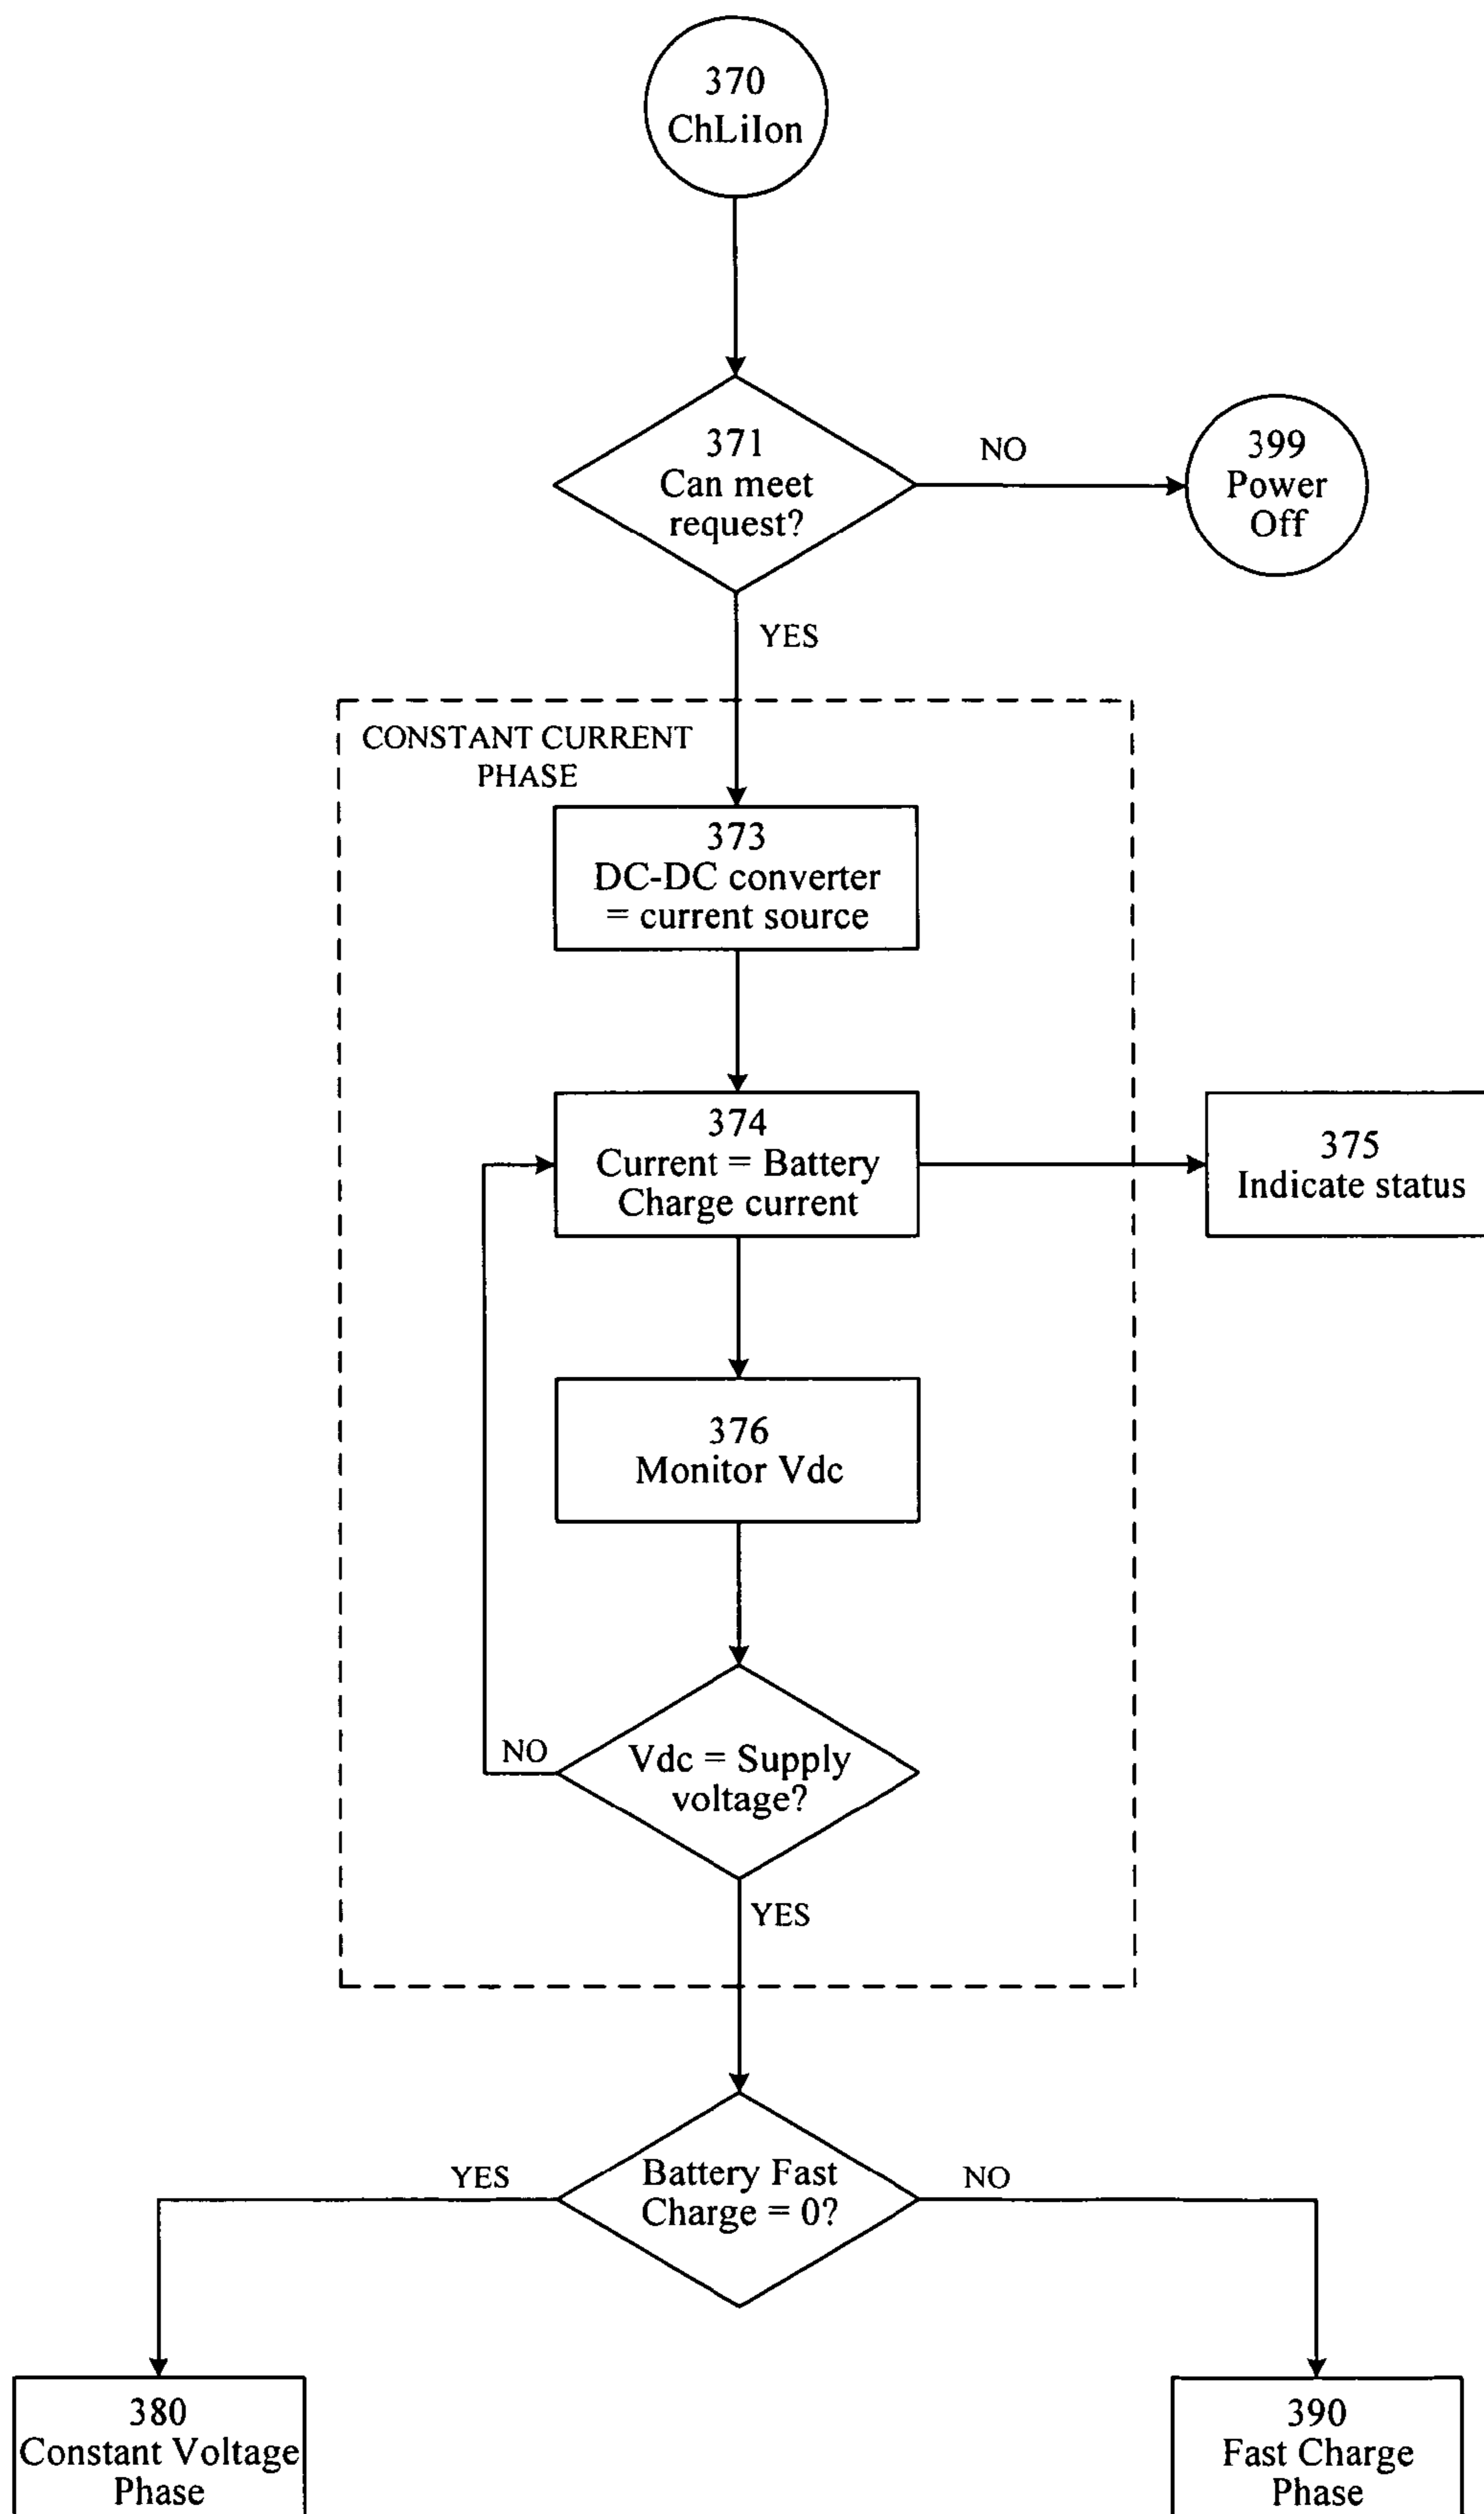 370
ChLiIon
371
Can meet
request?
NO
399
Power
Off
YES
CONSTANT CURRENT
PHASE
373
DC-DC converter
= current source
374
Current = Battery
Charge current
375
Indicate status
376
Monitor Vdc
NO
Vdc = Supply
voltage?
YES
YES
Battery Fast
Charge = 0?
NO
380
Constant Voltage
Phase
390
Fast Charge
Phase